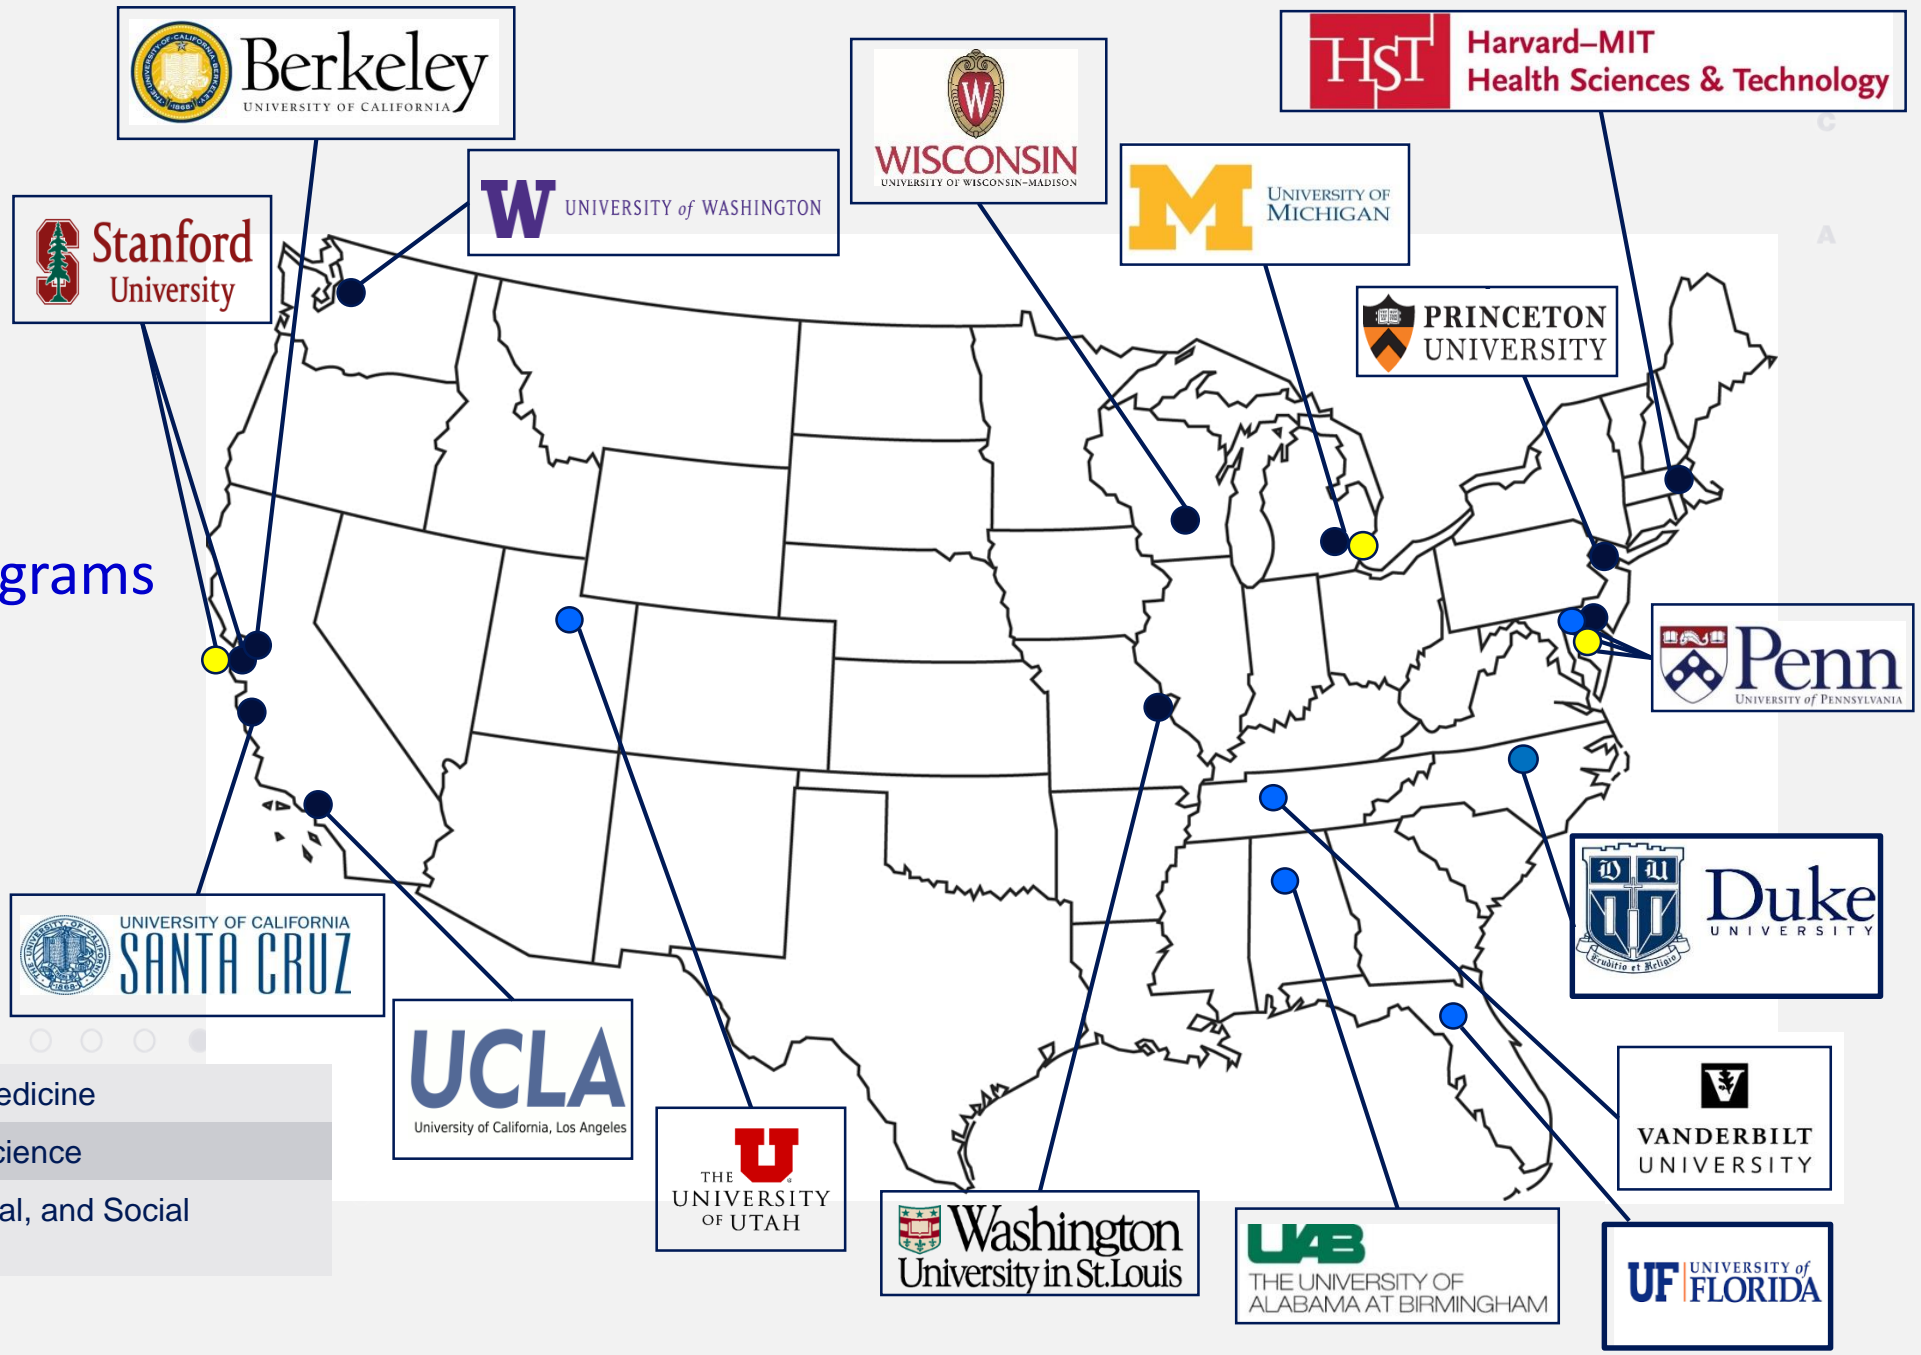 Berkeley
UNIVERSITY OF CALIFORNIA
WISCONSIN
UNIVERSITY OF WISCONSIN–MADISON
HST
Harvard–MIT
Health Sciences & Technology
C
W UNIVERSITY of WASHINGTON
M UNIVERSITY OF
MICHIGAN
Stanford
University
S
A
PRINCETON
UNIVERSITY
grams
Penn
UNIVERSITY of PENNSYLVANIA
D U
Duke
UNIVERSITY
Eruditio et Religio
UNIVERSITY OF CALIFORNIA
SANTA CRUZ
UCLA
University of California, Los Angeles
V
VANDERBILT
UNIVERSITY
edicine
cience
al, and Social
U
THE
UNIVERSITY
OF UTAH
Washington
University in St. Louis
UAB
THE UNIVERSITY OF
ALABAMA AT BIRMINGHAM
UF UNIVERSITY of
FLORIDA